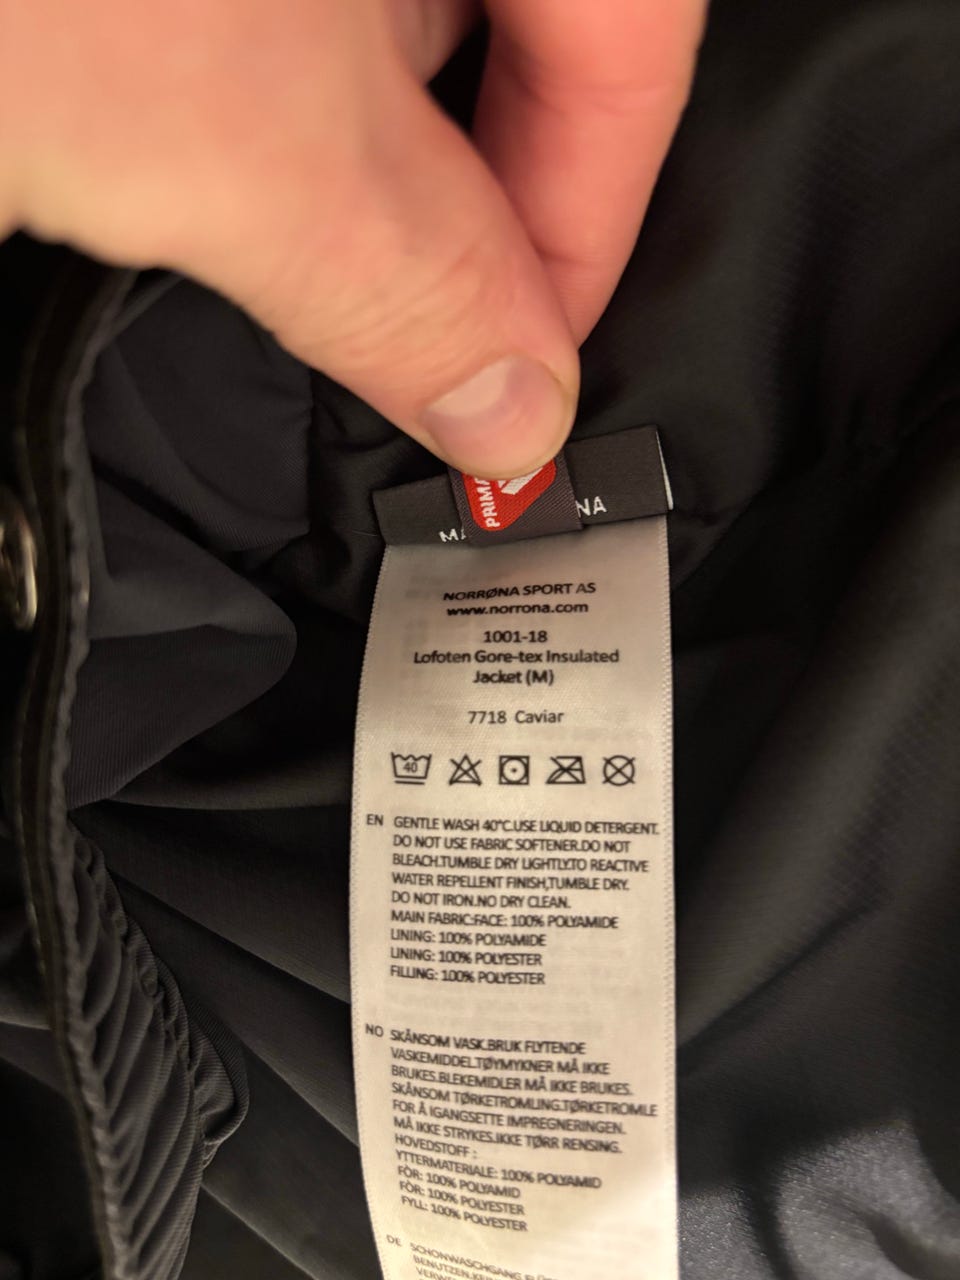 PRIMA
MA NA
NORRØNA SPORT AS
www.norrona.com
1001-18
Lofoten Gore-tex Insulated
Jacket (M)
7718 Caviar
40
EN GENTLE WASH 40°C.USE LIQUID DETERGENT.
DO NOT USE FABRIC SOFTENER.DO NOT
BLEACH.TUMBLE DRY LIGHTLY.TO REACTIVE
WATER REPELLENT FINISH,TUMBLE DRY.
DO NOT IRON.NO DRY CLEAN.
MAIN FABRIC:FACE: 100% POLYAMIDE
LINING: 100% POLYAMIDE
LINING: 100% POLYESTER
FILLING: 100% POLYESTER
NO SKÅNSOM VASK.BRUK FLYTENDE
VASKEMIDDEL.TØYMYKNER MÅ IKKE
BRUKES.BLEKEMIDLER MÅ IKKE BRUKES.
SKÅNSOM TØRKETROMLING.TØRKETROMLE
FOR Å IGANGSETTE IMPREGNERINGEN.
MÅ IKKE STRYKES.IKKE TØRR RENSING.
HOVEDSTOFF :
YTTERMATERIALE: 100% POLYAMID
FÔR: 100% POLYAMID
FÔR: 100% POLYESTER
FYLL: 100% POLYESTER
DE SCHONWASCHGANG
BENUTZEN.